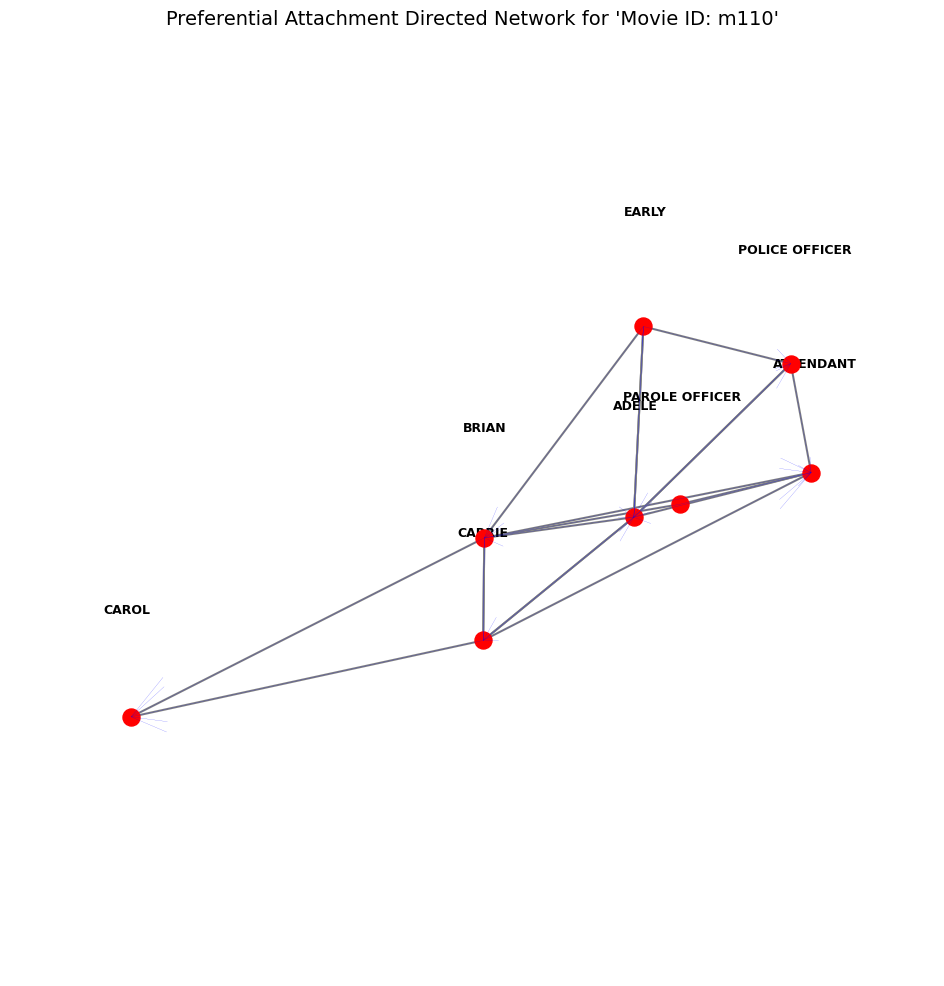 Preferential Attachment Directed Network for 'Movie ID: m110'
EARLY
POLICE OFFICER
ATTENDANT
PAROLE OFFICER
ADELE
BRIAN
CARRIE
CAROL